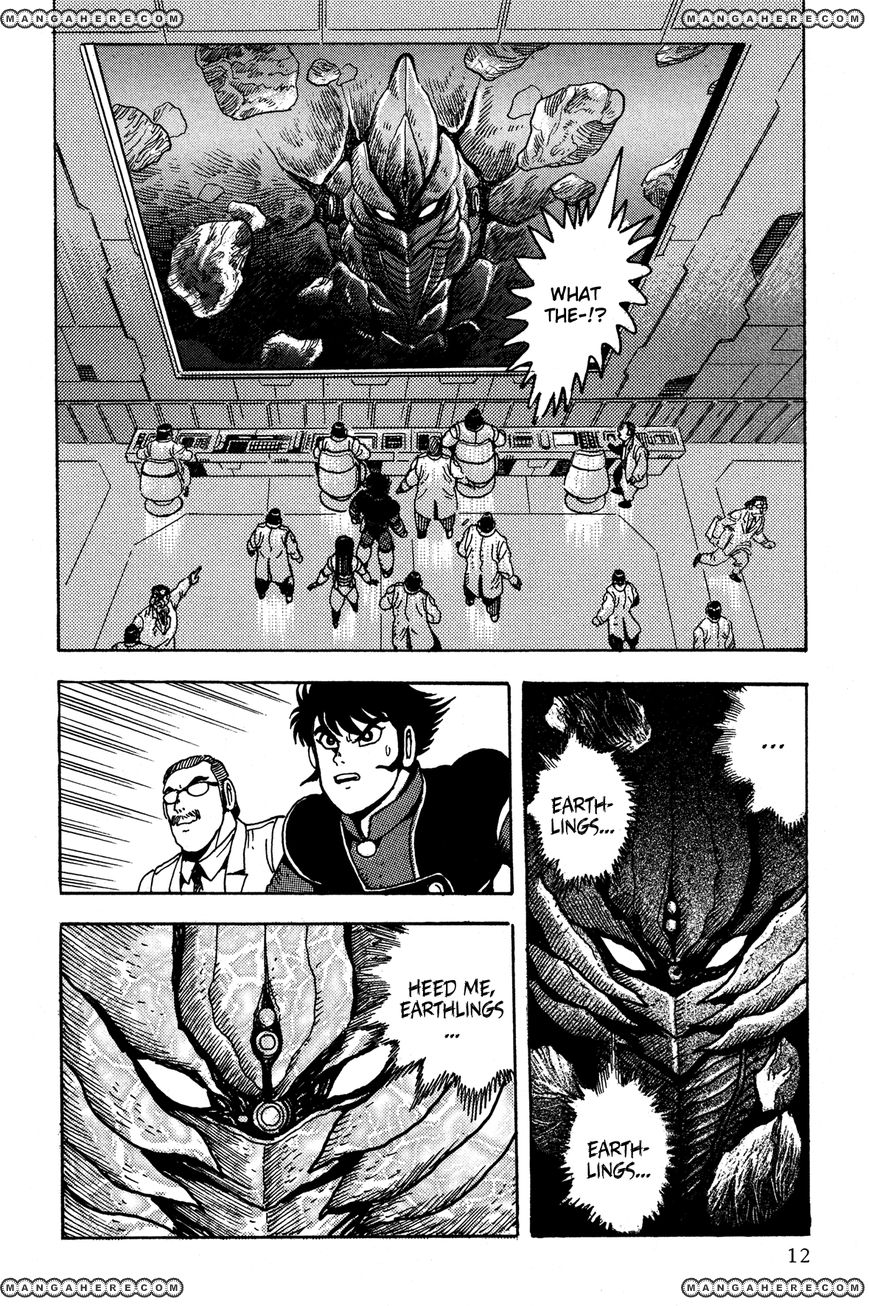 MANGAHERE.COM
MANGAHERE.COM
WHAT
THE-!?
...
EARTH-
LINGS...
EARTH-
LINGS...
HEED ME,
EARTHLINGS
...
12
MANGAHERE.COM
MANGAHERE.COM